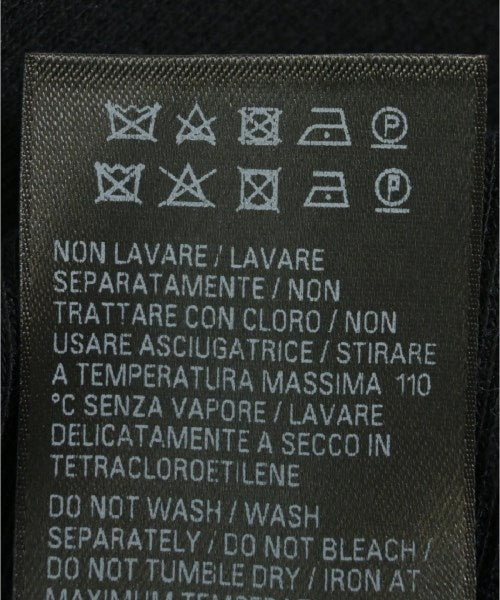 P
P
NON LAVARE / LAVARE
SEPARATAMENTE / NON
TRATTARE CON CLORO / NON
USARE ASCIUGATRICE / STIRARE
A TEMPERATURA MASSIMA 110
°C SENZA VAPORE / LAVARE
DELICATAMENTE A SECCO IN
TETRACLOROETILENE
DO NOT WASH / WASH
SEPARATELY / DO NOT BLEACH /
DO NOT TUMBLE DRY / IRON AT
MAXIMUM